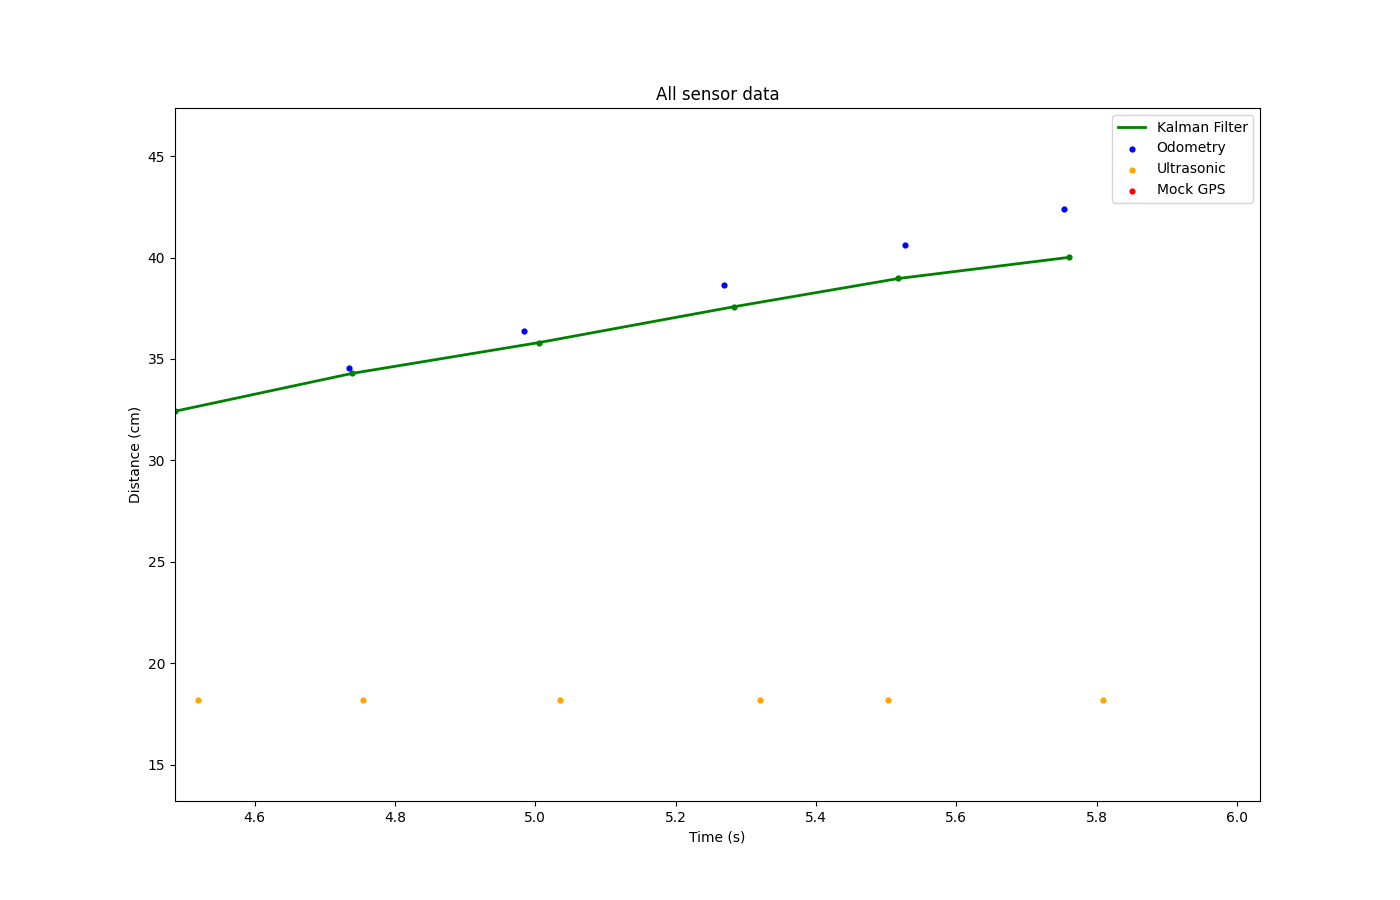 All sensor data
Kalman Filter
Odometry
Ultrasonic
Mock GPS
45
40
35
30
25
20
15
Distance (cm)
4.6 4.8 5.0 5.2 5.4 5.6 5.8 6.0
Time (s)